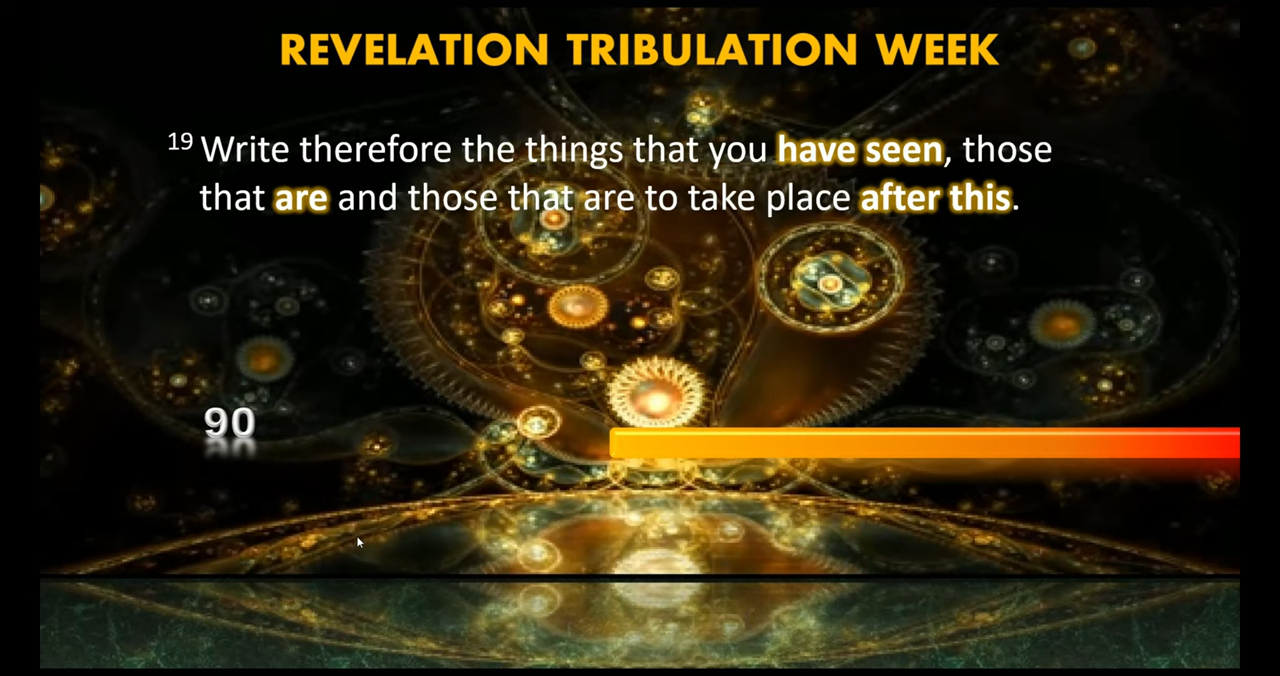 REVELATION TRIBULATION WEEK
19 Write therefore the things that you have seen, those
that are and those that are to take place after this.
90